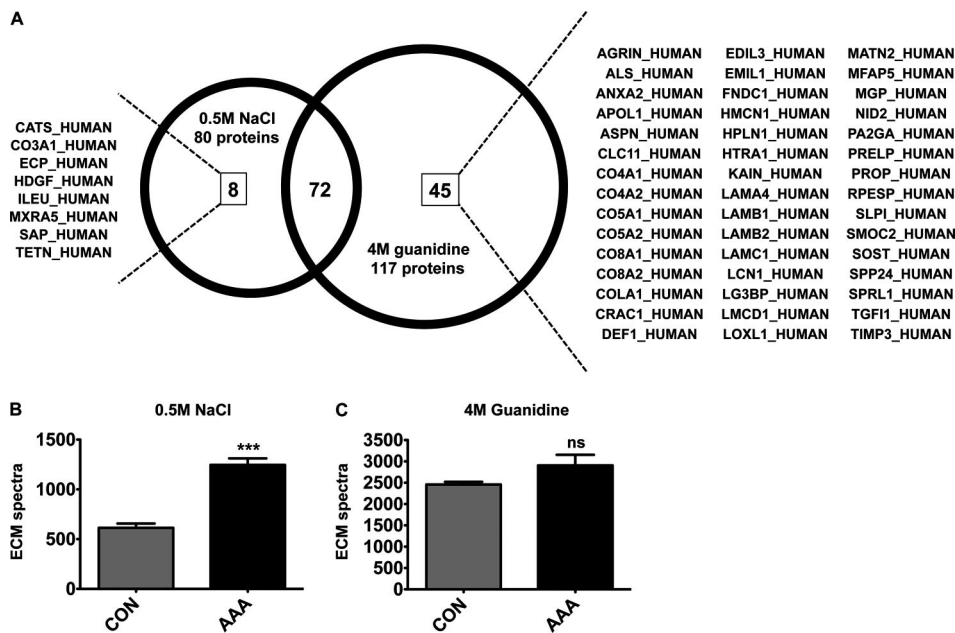 A
0.5M NaCl
80 proteins
8
72
45
4M guanidine
117 proteins
CATS_HUMAN
CO3A1_HUMAN
ECP_HUMAN
HDGF_HUMAN
ILEU_HUMAN
MXRA5_HUMAN
SAP_HUMAN
TETN_HUMAN
AGRIN_HUMAN EDIL3_HUMAN MATN2_HUMAN
ALS_HUMAN EMIL1_HUMAN MFAP5_HUMAN
ANXA2_HUMAN FNDC1_HUMAN MGP_HUMAN
APOL1_HUMAN HMCN1_HUMAN NID2_HUMAN
ASPN_HUMAN HPLN1_HUMAN PA2GA_HUMAN
CLC11_HUMAN HTRA1_HUMAN PRELP_HUMAN
CO4A1_HUMAN KAIN_HUMAN PROP_HUMAN
CO4A2_HUMAN LAMA4_HUMAN RPESP_HUMAN
CO5A1_HUMAN LAMB1_HUMAN SLPI_HUMAN
CO5A2_HUMAN LAMB2_HUMAN SMOC2_HUMAN
CO8A1_HUMAN LAMC1_HUMAN SOST_HUMAN
CO8A2_HUMAN LCN1_HUMAN SPP24_HUMAN
COLA1_HUMAN LG3BP_HUMAN SPRL1_HUMAN
CRAC1_HUMAN LMCD1_HUMAN TGFI1_HUMAN
DEF1_HUMAN LOXL1_HUMAN TIMP3_HUMAN
B
0.5M NaCl
ECM spectra
1500
1000
500
0
***
CON
AAA
C
4M Guanidine
ECM spectra
3500
3000
2500
2000
1500
1000
500
0
ns
CON
AAA